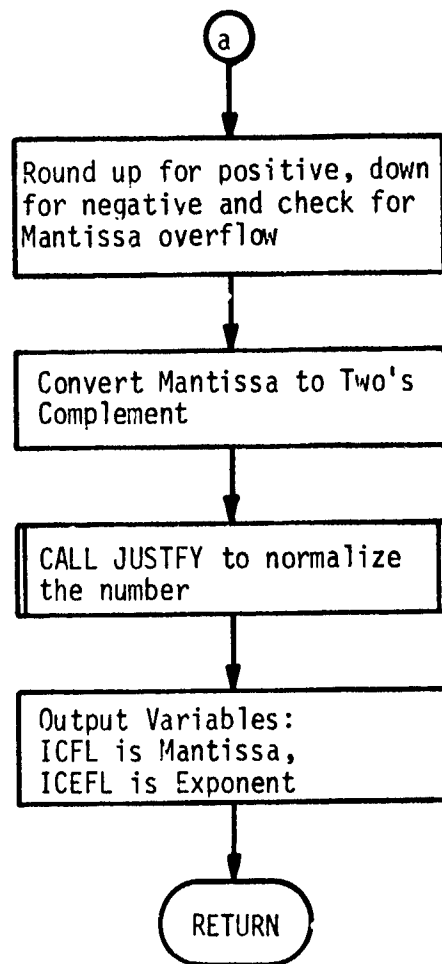 a
Round up for positive, down
for negative and check for
Mantissa overflow
Convert Mantissa to Two's
Complement
CALL JUSTFY to normalize
the number
Output Variables:
ICFL is Mantissa,
ICEFL is Exponent
RETURN